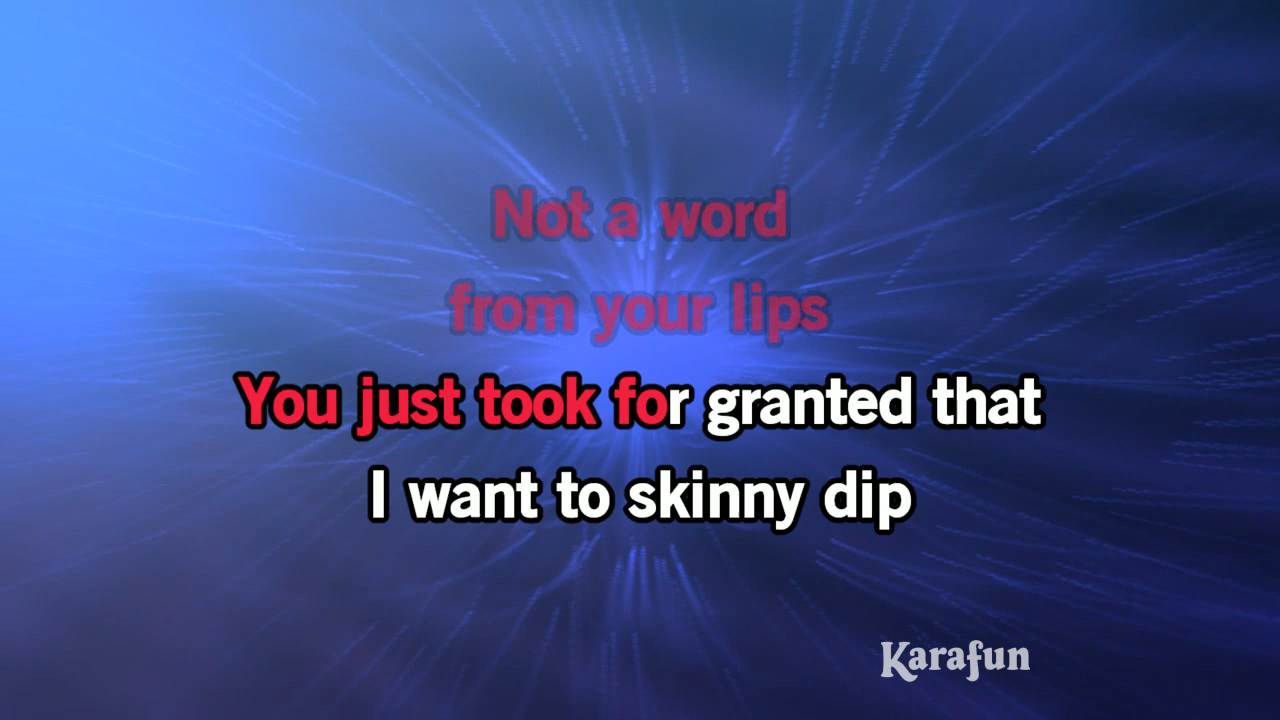 Not a word
from your lips
You just took for granted that
I want to skinny dip
Karafun